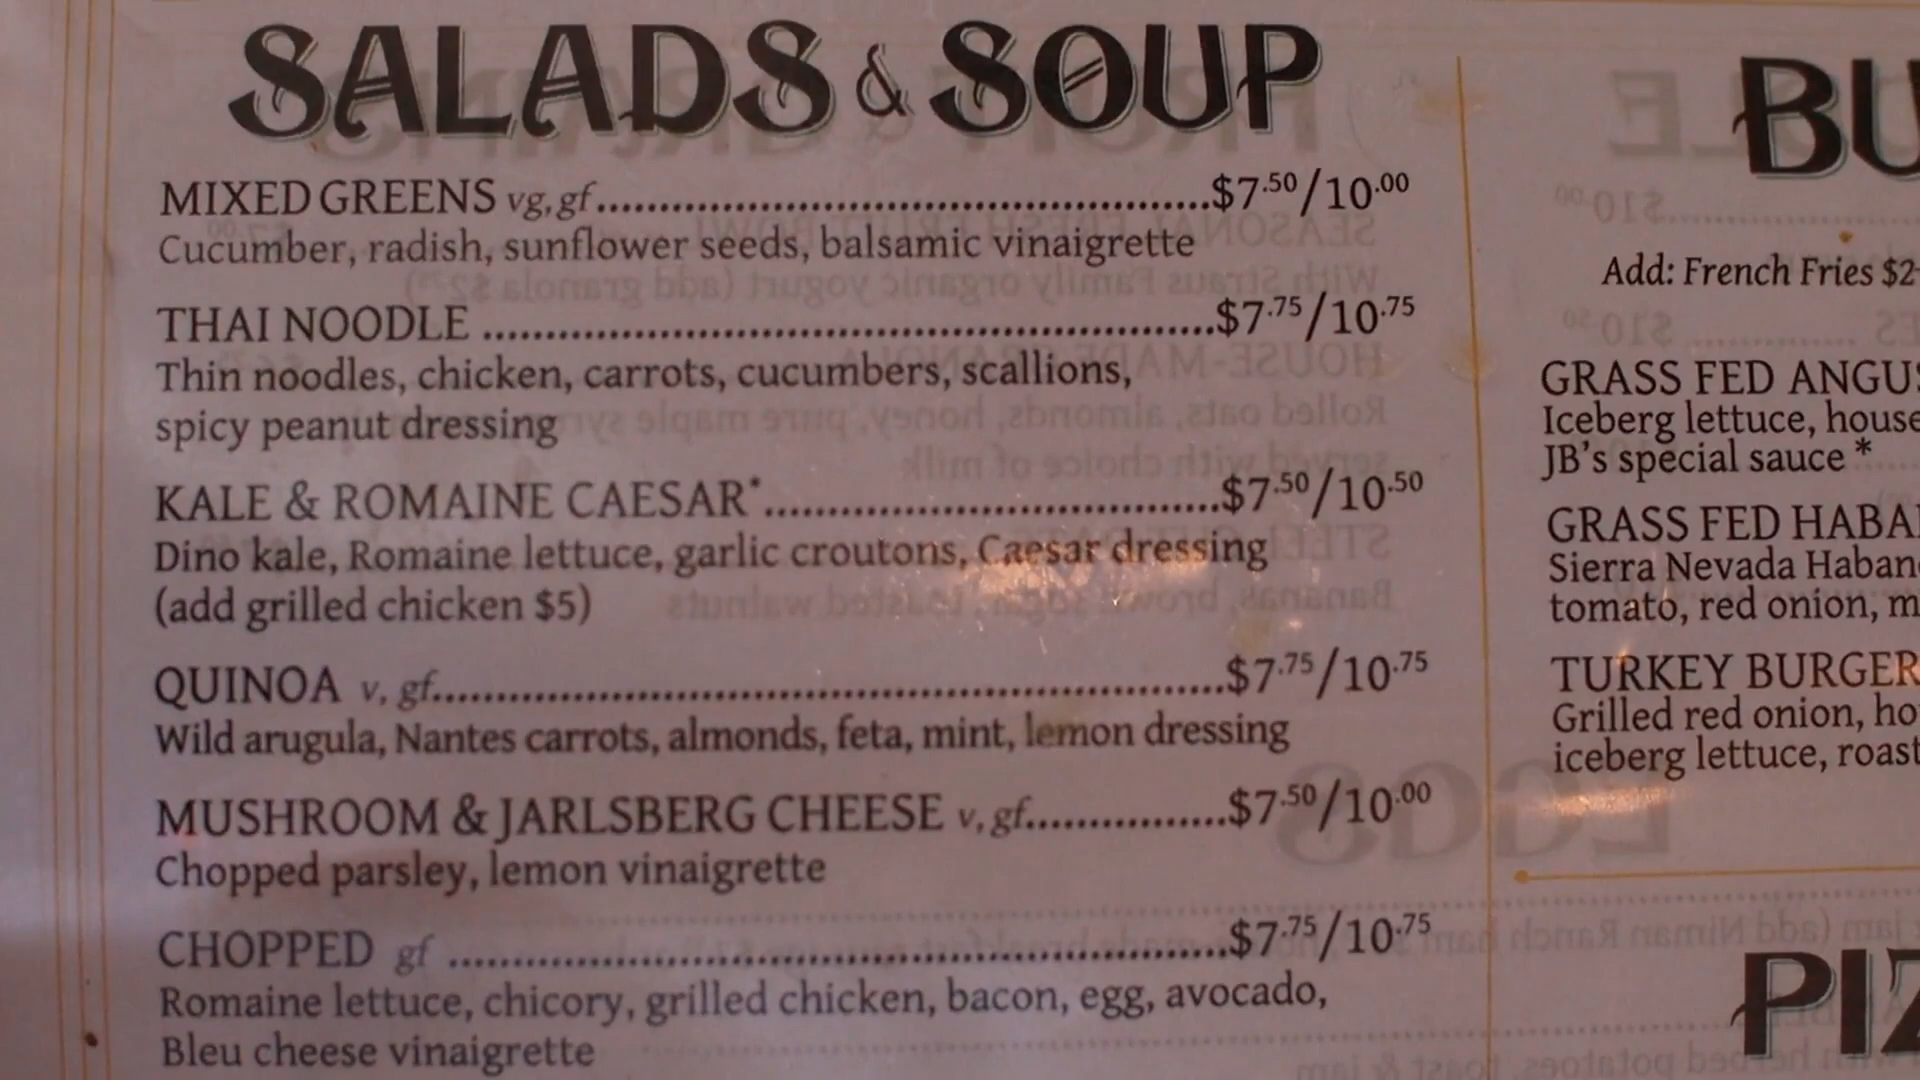 SALADS & SOUP
MIXED GREENS vg, gf..................................................$7.50/10.00
Cucumber, radish, sunflower seeds, balsamic vinaigrette
THAI NOODLE ............................................................$7.75/10.75
Thin noodles, chicken, carrots, cucumbers, scallions,
spicy peanut dressing
KALE & ROMAINE CAESAR*.....................................$7.50/10.50
Dino kale, Romaine lettuce, garlic croutons, Caesar dressing
(add grilled chicken $5)
QUINOA v, gf.................................................................$7.75/10.75
Wild arugula, Nantes carrots, almonds, feta, mint, lemon dressing
MUSHROOM & JARLSBERG CHEESE v, gf................$7.50/10.00
Chopped parsley, lemon vinaigrette
CHOPPED gf ................................................................$7.75/10.75
Romaine lettuce, chicory, grilled chicken, bacon, egg, avocado,
Bleu cheese vinaigrette
Add: French Fries $2
GRASS FED
Iceberg lettuce, house
JB's special sauce *
GRASS FED
Sierra Nevada
tomato, red onion,
TURKEY BURGER
Grilled red onion,
iceberg lettuce,